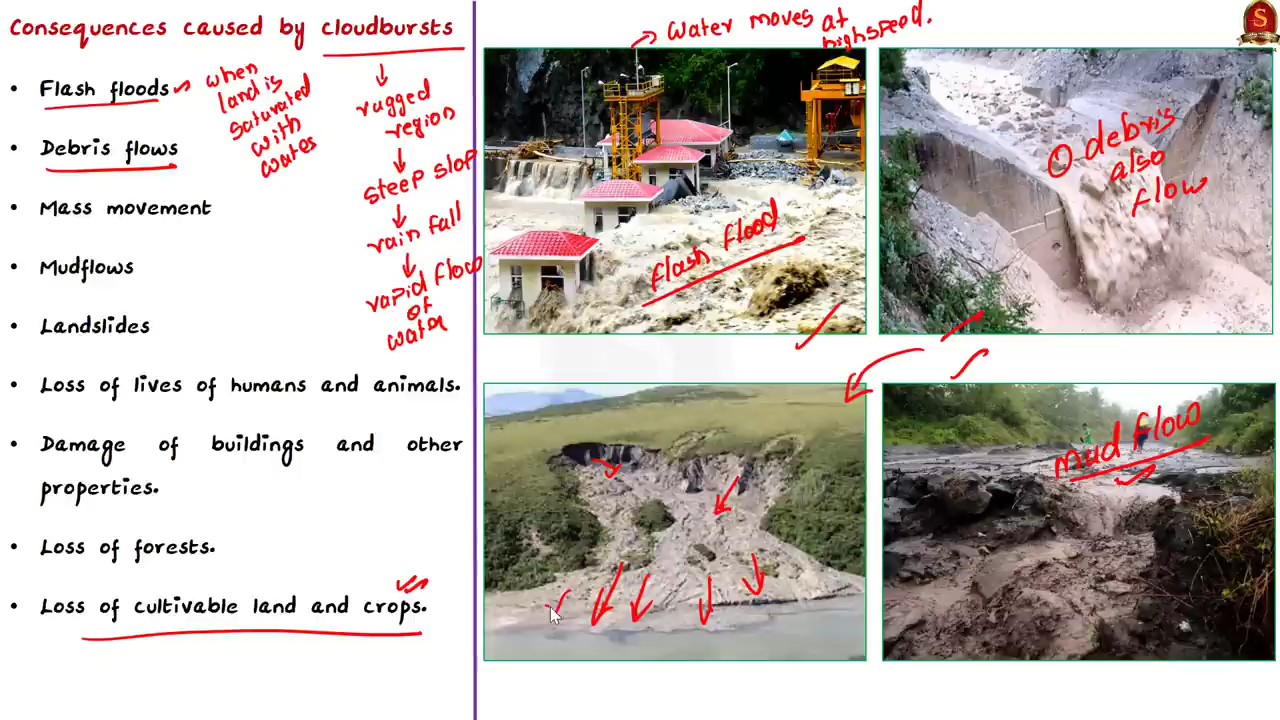 Consequences caused by cloudbursts
• Flash floods
when
land is
saturated
with
water
• Debris flows
• Mass movement
• Mudflows
• Landslides
• Loss of lives of humans and animals.
• Damage of buildings and other
properties.
• Loss of forests.
• Loss of cultivable land and crops.
rugged
region
steep slop
rain fall
rapid flow
of
water
Water moves at
high speed.
flash flood
debris
also
flow
mud flow
S